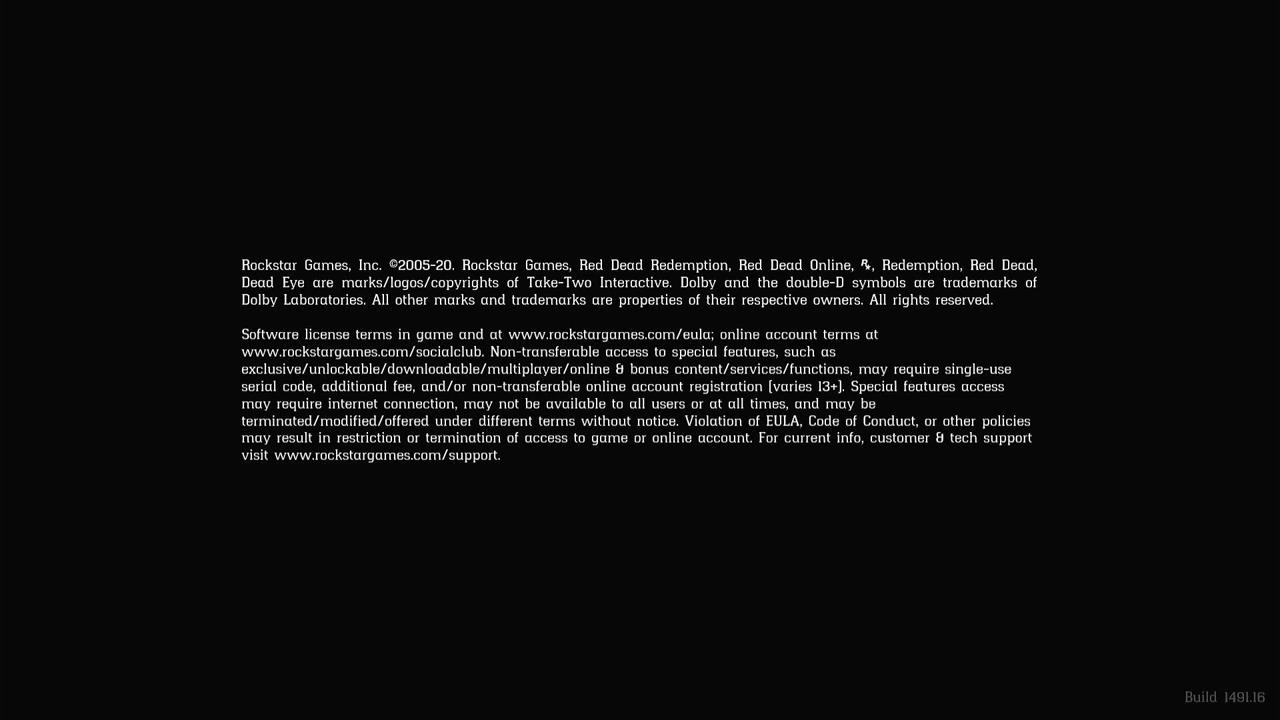 Rockstar Games, Inc. ©2005-20. Rockstar Games, Red Dead Redemption, Red Dead Online, R★, Redemption, Red Dead,
Dead Eye are marks/logos/copyrights of Take-Two Interactive. Dolby and the double-D symbols are trademarks of
Dolby Laboratories. All other marks and trademarks are properties of their respective owners. All rights reserved.
Software license terms in game and at www.rockstargames.com/eula; online account terms at
www.rockstargames.com/socialclub. Non-transferable access to special features, such as
exclusive/unlockable/downloadable/multiplayer/online & bonus content/services/functions, may require single-use
serial code, additional fee, and/or non-transferable online account registration (varies 13+). Special features access
may require internet connection, may not be available to all users or at all times, and may be
terminated/modified/offered under different terms without notice. Violation of EULA, Code of Conduct, or other policies
may result in restriction or termination of access to game or online account. For current info, customer & tech support
visit www.rockstargames.com/support.
Build 1491.16